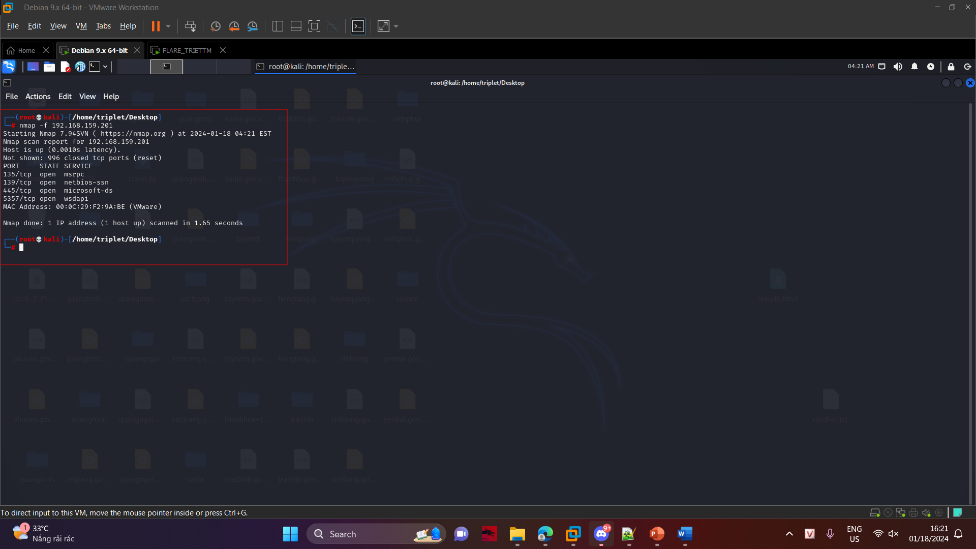 Debian 9.x 64-bit - VMware Workstation
File Edit View VM Tabs Help
Home Debian 9.x 64-bit FLARE_TRIETTM
root@kali: /home/triple... 04:21 AM
root@kali: /home/triplet/Desktop
File Actions Edit View Help
(root kali)-[/home/triplet/Desktop]
# nmap -f 192.168.159.201
Starting Nmap 7.94SVN ( https://nmap.org ) at 2024-01-18 04:21 EST
Nmap scan report for 192.168.159.201
Host is up (0.0010s latency).
Not shown: 996 closed tcp ports (reset)
PORT STATE SERVICE
135/tcp open msrpc
139/tcp open netbios-ssn
445/tcp open microsoft-ds
5357/tcp open wsdapi
MAC Address: 00:0C:29:F2:9A:BE (VMware)
Nmap done: 1 IP address (1 host up) scanned in 1.65 seconds
(root kali)-[/home/triplet/Desktop]
#
To direct input to this VM, move the mouse pointer inside or press Ctrl+G.
33°C
Nắng rải rác
Search
ENG
US
16:21
01/18/2024